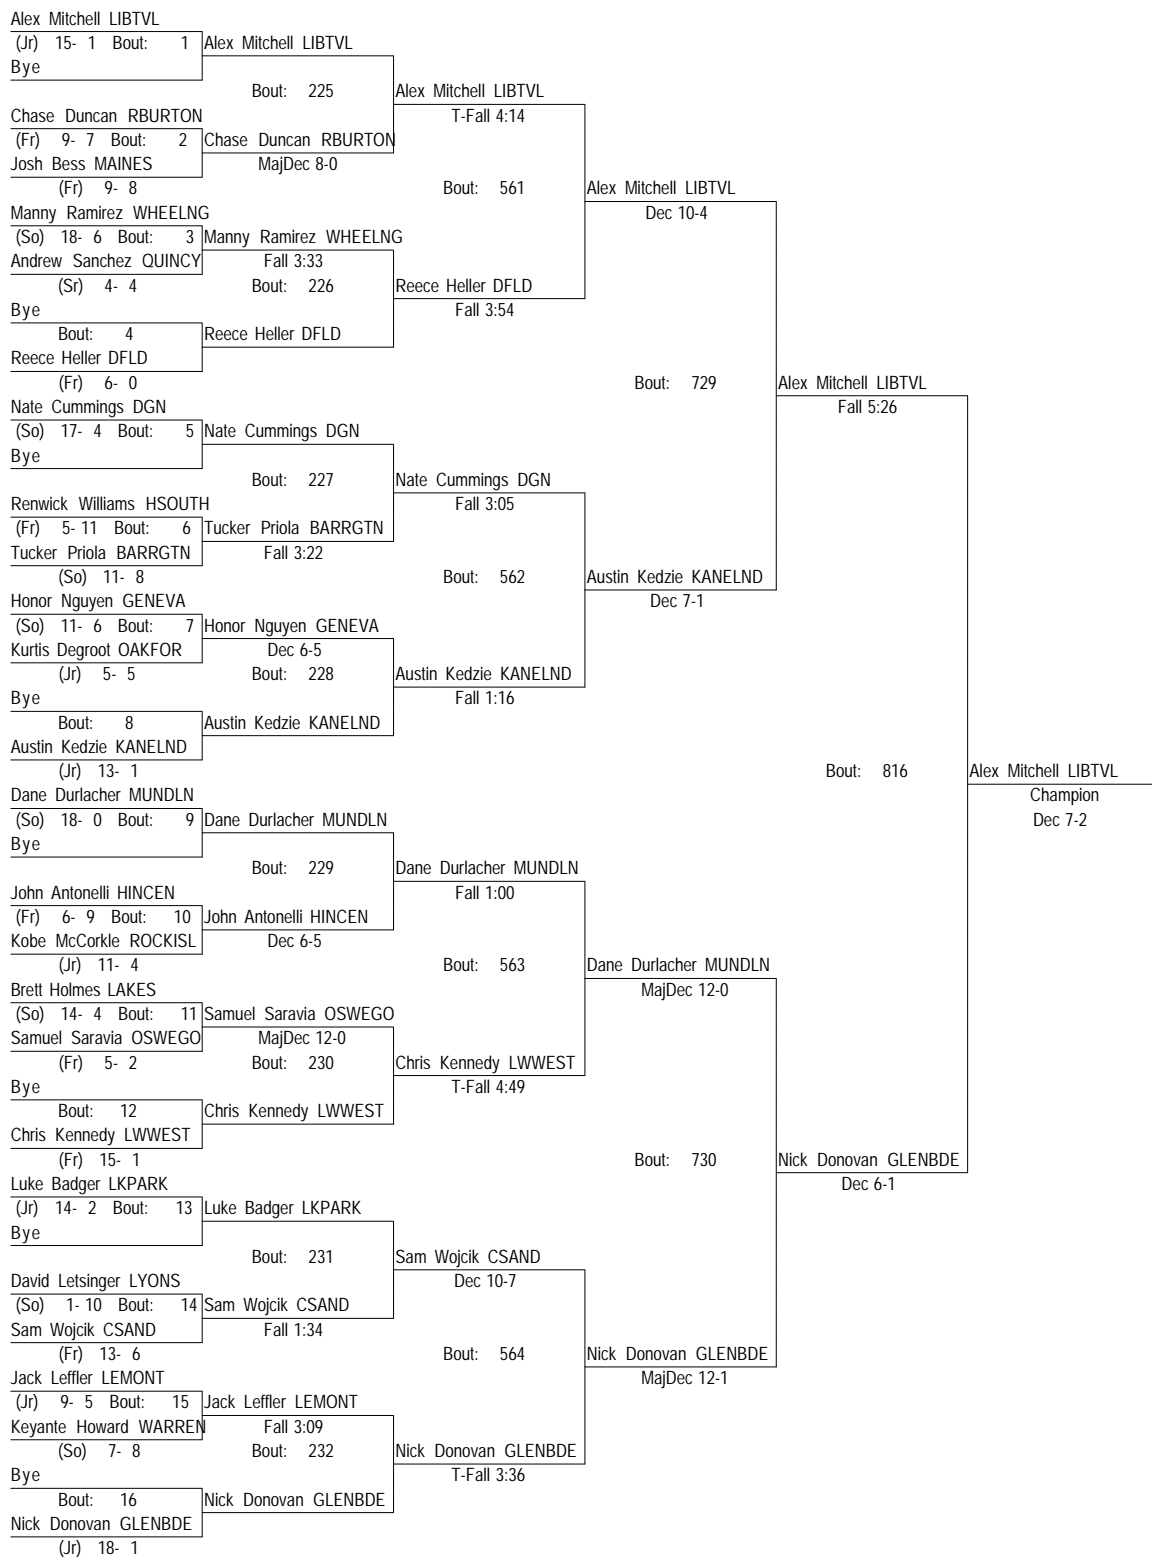 Alex Mitchell LIBTVL
(Jr) 15- 1 Bout: 1 Alex Mitchell LIBTVL
Bye
Bout: 225 Alex Mitchell LIBTVL
Chase Duncan RBURTON T-Fall 4:14
(Fr) 9- 7 Bout: 2 Chase Duncan RBURTON
Josh Bess MAINES MajDec 8-0
(Fr) 9- 8 Bout: 561 Alex Mitchell LIBTVL
Manny Ramirez WHEELNG Dec 10-4
(So) 18- 6 Bout: 3 Manny Ramirez WHEELNG
Andrew Sanchez QUINCY Fall 3:33
(Sr) 4- 4 Bout: 226 Reece Heller DFLD
Bye Fall 3:54
Bout: 4 Reece Heller DFLD
Reece Heller DFLD
(Fr) 6- 0 Bout: 729 Alex Mitchell LIBTVL
Nate Cummings DGN Fall 5:26
(So) 17- 4 Bout: 5 Nate Cummings DGN
Bye
Bout: 227 Nate Cummings DGN
Renwick Williams HSOUTH Fall 3:05
(Fr) 5- 11 Bout: 6 Tucker Priola BARRGTN
Tucker Priola BARRGTN Fall 3:22
(So) 11- 8 Bout: 562 Austin Kedzie KANELND
Honor Nguyen GENEVA Dec 7-1
(So) 11- 6 Bout: 7 Honor Nguyen GENEVA
Kurtis Degroot OAKFOR Dec 6-5
(Jr) 5- 5 Bout: 228 Austin Kedzie KANELND
Bye Fall 1:16
Bout: 8 Austin Kedzie KANELND
Austin Kedzie KANELND
(Jr) 13- 1 Bout: 816 Alex Mitchell LIBTVL
Dane Durlacher MUNDLN Champion
(So) 18- 0 Bout: 9 Dane Durlacher MUNDLN Dec 7-2
Bye
Bout: 229 Dane Durlacher MUNDLN
John Antonelli HINCEN Fall 1:00
(Fr) 6- 9 Bout: 10 John Antonelli HINCEN
Kobe McCorkle ROCKISL Dec 6-5
(Jr) 11- 4 Bout: 563 Dane Durlacher MUNDLN
Brett Holmes LAKES MajDec 12-0
(So) 14- 4 Bout: 11 Samuel Saravia OSWEGO
Samuel Saravia OSWEGO MajDec 12-0
(Fr) 5- 2 Bout: 230 Chris Kennedy LWWEST
Bye T-Fall 4:49
Bout: 12 Chris Kennedy LWWEST
Chris Kennedy LWWEST
(Fr) 15- 1 Bout: 730 Nick Donovan GLENBDE
Luke Badger LKPARK Dec 6-1
(Jr) 14- 2 Bout: 13 Luke Badger LKPARK
Bye
Bout: 231 Sam Wojcik CSAND
David Letsinger LYONS Dec 10-7
(So) 1- 10 Bout: 14 Sam Wojcik CSAND
Sam Wojcik CSAND Fall 1:34
(Fr) 13- 6 Bout: 564 Nick Donovan GLENBDE
Jack Leffler LEMONT MajDec 12-1
(Jr) 9- 5 Bout: 15 Jack Leffler LEMONT
Keyante Howard WARREN Fall 3:09
(So) 7- 8 Bout: 232 Nick Donovan GLENBDE
Bye T-Fall 3:36
Bout: 16 Nick Donovan GLENBDE
Nick Donovan GLENBDE
(Jr) 18- 1